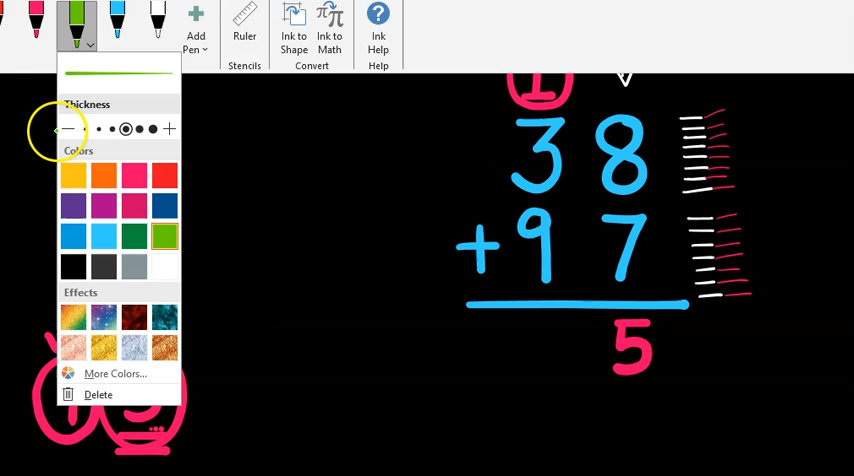 Add
Pen
Ruler
Ink to
Shape
Ink to
Math
Ink
Help
Stencils
Convert
Help
Thickness
Colors
Effects
More Colors...
Delete
1
38
+ 97
5